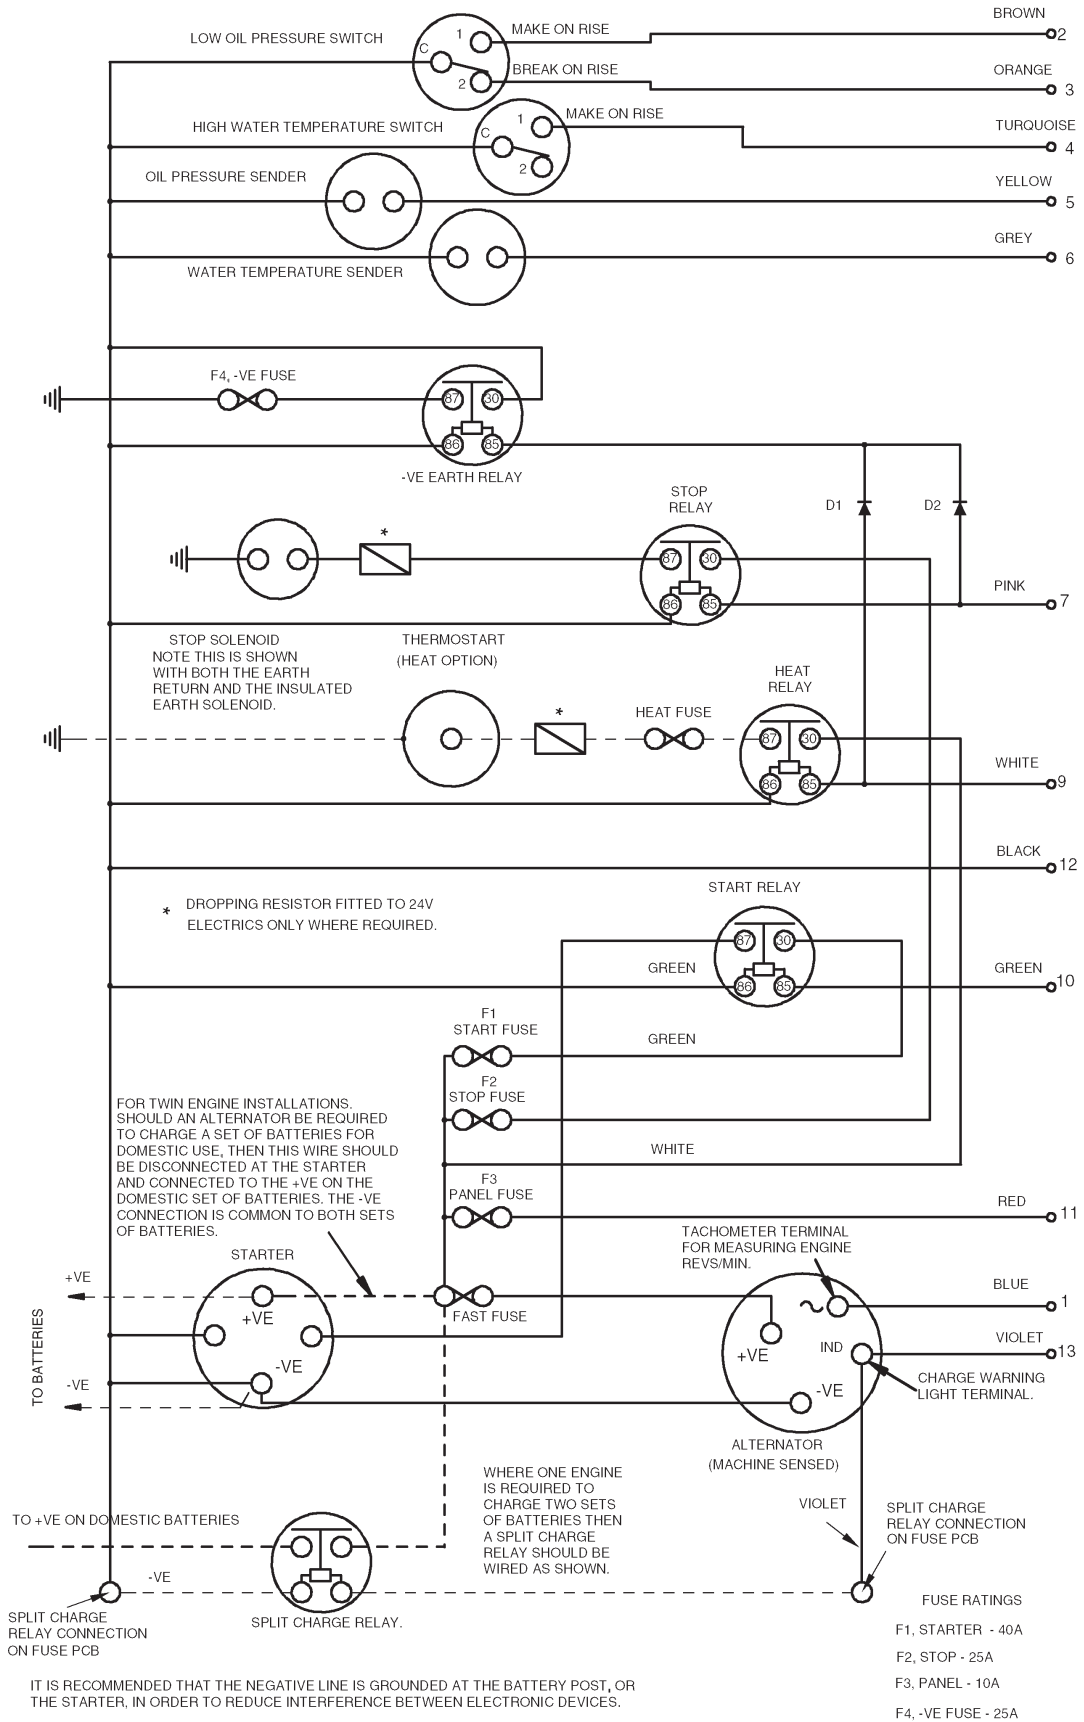 BROWN
LOW OIL PRESSURE SWITCH
C
1
MAKE ON RISE
2
2
BREAK ON RISE
ORANGE
3
HIGH WATER TEMPERATURE SWITCH
C
1
MAKE ON RISE
2
TURQUOISE
4
OIL PRESSURE SENDER
YELLOW
5
WATER TEMPERATURE SENDER
GREY
6
F4, -VE FUSE
87
30
86
85
-VE EARTH RELAY
STOP
RELAY
D1
D2
*
87
30
86
85
PINK
7
STOP SOLENOID
NOTE THIS IS SHOWN
WITH BOTH THE EARTH
RETURN AND THE INSULATED
EARTH SOLENOID.
THERMOSTART
(HEAT OPTION)
HEAT
RELAY
*
HEAT FUSE
87
30
86
85
WHITE
9
BLACK
12
* DROPPING RESISTOR FITTED TO 24V
ELECTRICS ONLY WHERE REQUIRED.
START RELAY
87
30
86
85
GREEN
GREEN
10
F1
START FUSE
GREEN
F2
STOP FUSE
FOR TWIN ENGINE INSTALLATIONS.
SHOULD AN ALTERNATOR BE REQUIRED
TO CHARGE A SET OF BATTERIES FOR
DOMESTIC USE, THEN THIS WIRE SHOULD
BE DISCONNECTED AT THE STARTER
AND CONNECTED TO THE +VE ON THE
DOMESTIC SET OF BATTERIES. THE -VE
CONNECTION IS COMMON TO BOTH SETS
OF BATTERIES.
WHITE
F3
PANEL FUSE
RED
11
TACHOMETER TERMINAL
FOR MEASURING ENGINE
REVS/MIN.
STARTER
+VE
+VE
-VE
-VE
TO BATTERIES
FAST FUSE
BLUE
1
+VE
IND
-VE
VIOLET
13
CHARGE WARNING
LIGHT TERMINAL.
ALTERNATOR
(MACHINE SENSED)
WHERE ONE ENGINE
IS REQUIRED TO
CHARGE TWO SETS
OF BATTERIES THEN
A SPLIT CHARGE
RELAY SHOULD BE
WIRED AS SHOWN.
VIOLET
SPLIT CHARGE
RELAY CONNECTION
ON FUSE PCB
TO +VE ON DOMESTIC BATTERIES
-VE
SPLIT CHARGE RELAY.
SPLIT CHARGE
RELAY CONNECTION
ON FUSE PCB
FUSE RATINGS
F1, STARTER - 40A
F2, STOP - 25A
F3, PANEL - 10A
F4, -VE FUSE - 25A
IT IS RECOMMENDED THAT THE NEGATIVE LINE IS GROUNDED AT THE BATTERY POST, OR
THE STARTER, IN ORDER TO REDUCE INTERFERENCE BETWEEN ELECTRONIC DEVICES.